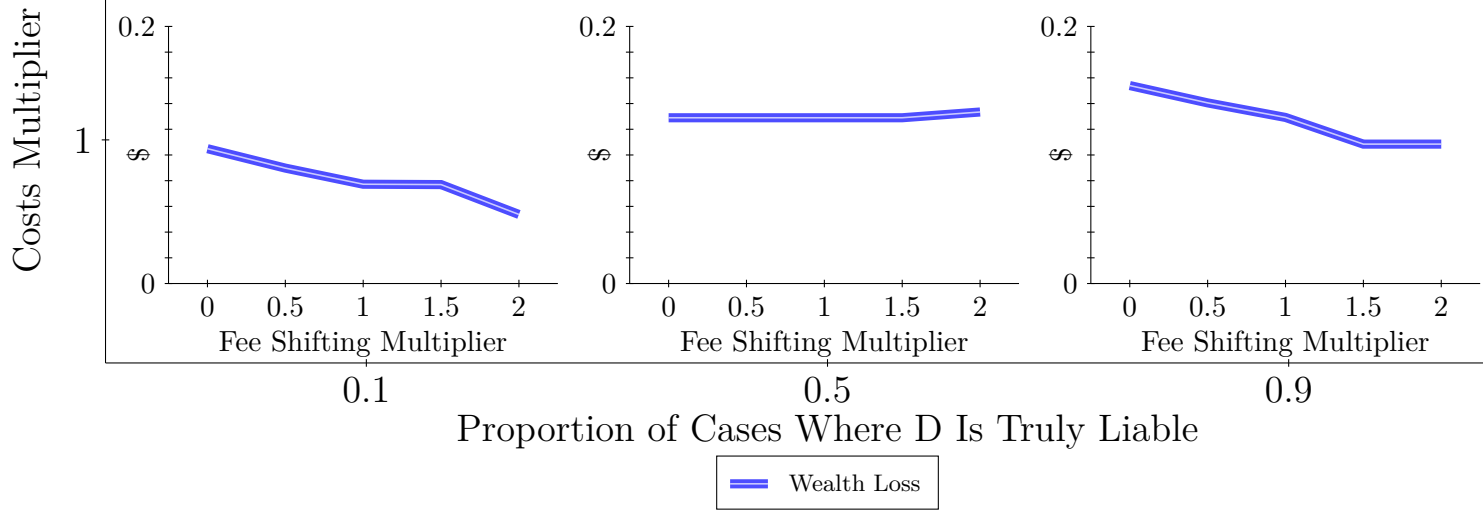 Costs Multiplier
1
0.2
$
0
0 0.5 1 1.5 2
Fee Shifting Multiplier
0.2
$
0
0 0.5 1 1.5 2
Fee Shifting Multiplier
0.2
$
0
0 0.5 1 1.5 2
Fee Shifting Multiplier
0.1 0.5 0.9
Proportion of Cases Where D Is Truly Liable
Wealth Loss